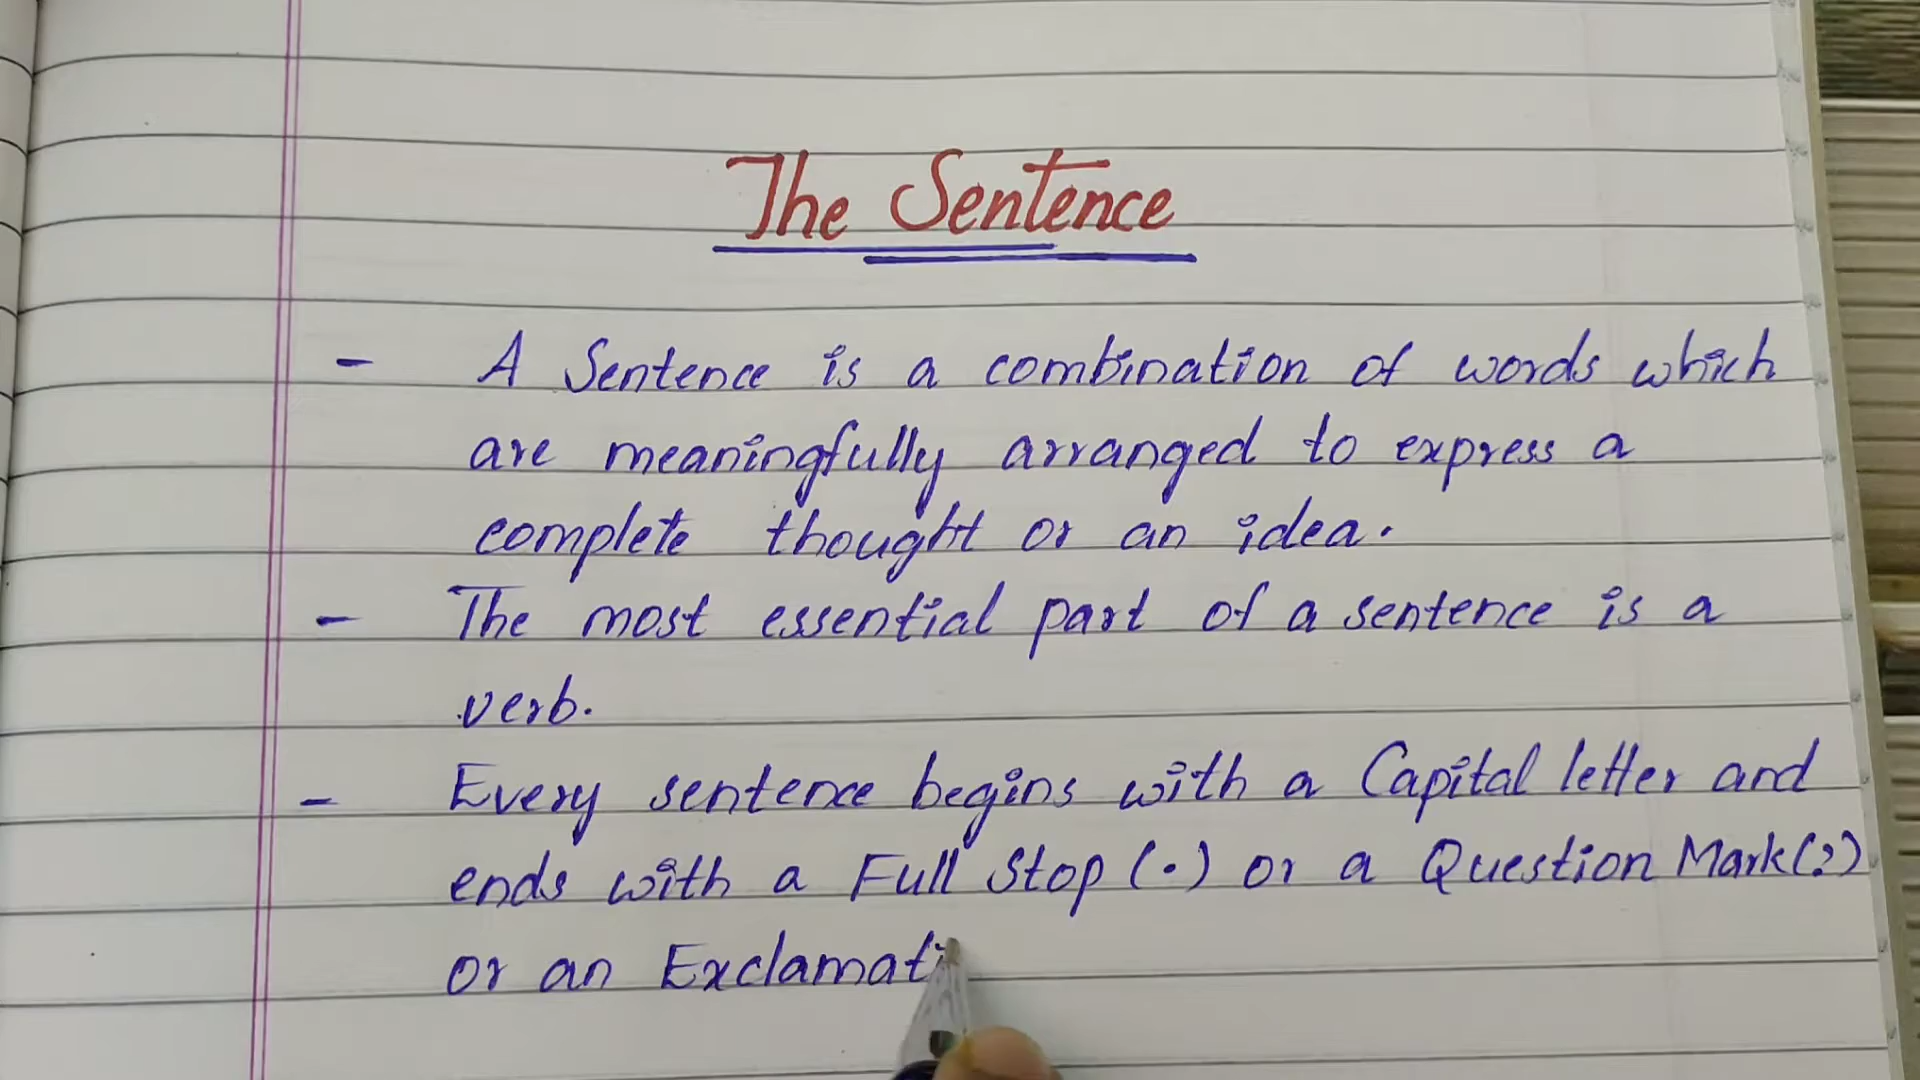 The Sentence
- A Sentence is a combination of words which
are meaningfully arranged to express a
complete thought or an idea.
- The most essential part of a sentence is a
verb.
- Every sentence begins with a Capital letter and
ends with a Full Stop (.) or a Question Mark (?)
or an Exclamati